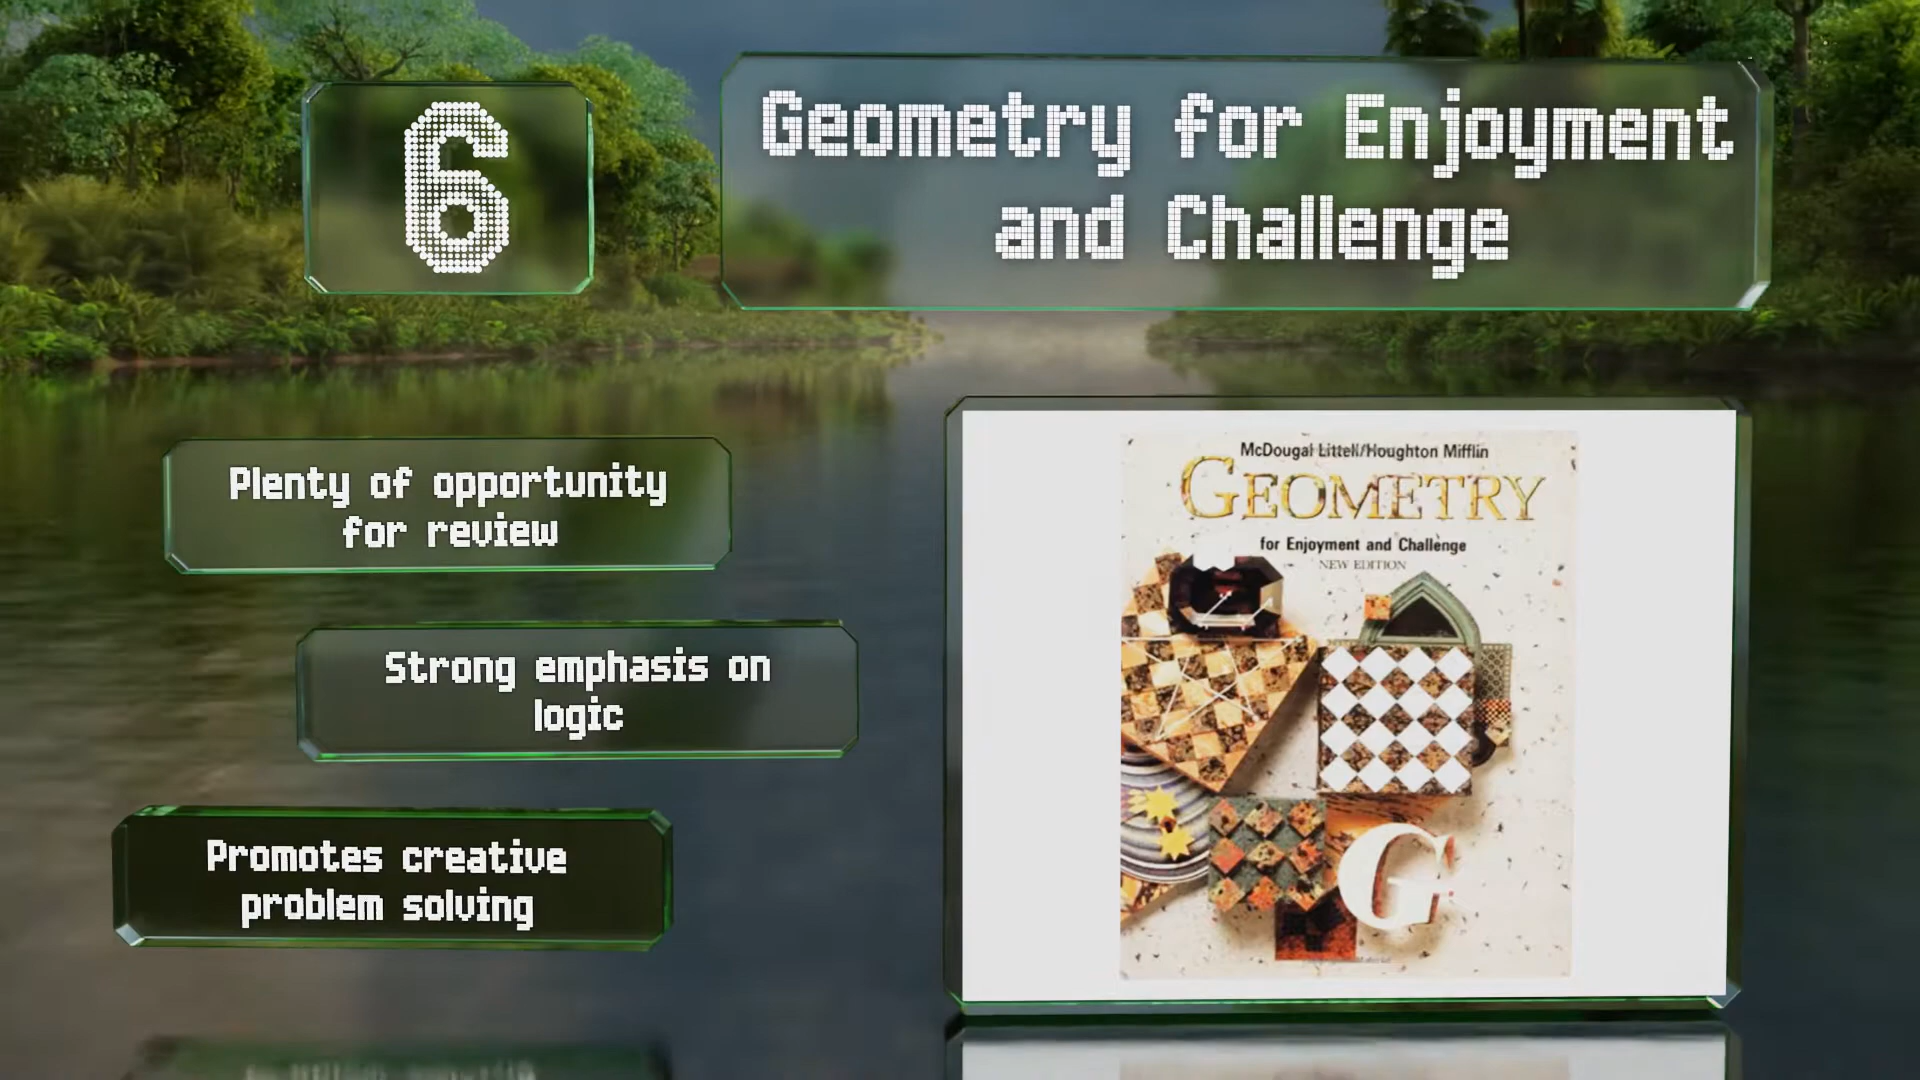 6
Geometry for Enjoyment
and Challenge
Plenty of opportunity
for review
Strong emphasis on
logic
Promotes creative
problem solving
McDougal Littell/Houghton Mifflin
GEOMETRY
for Enjoyment and Challenge
NEW EDITION
G